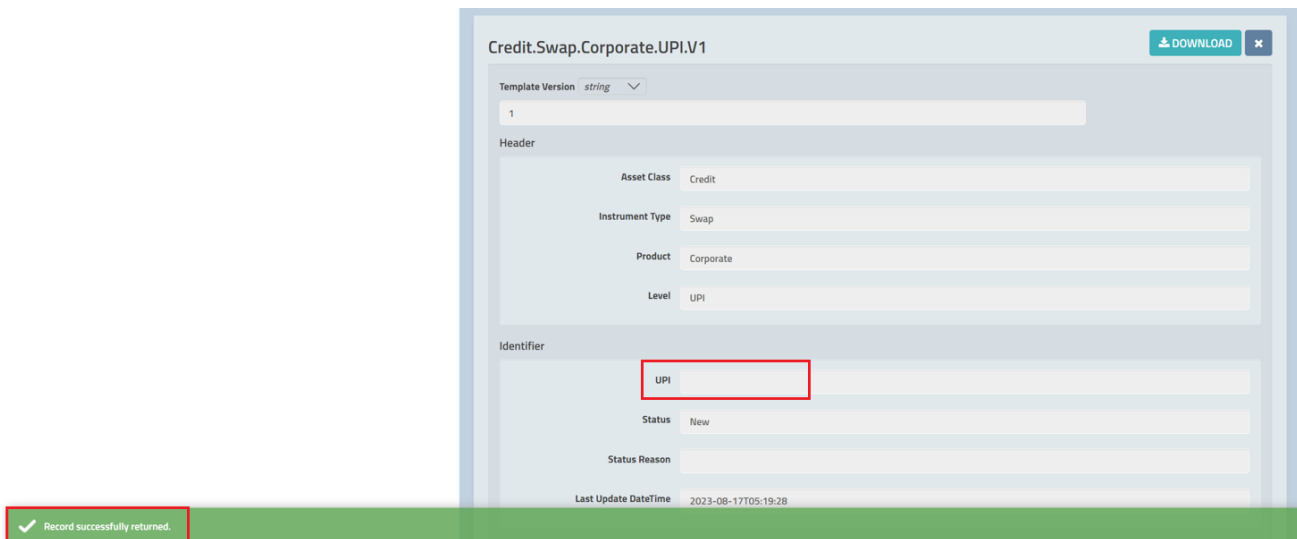 Credit.Swap.Corporate.UPI.V1
DOWNLOAD
Template Version string
1
Header
Asset Class Credit
Instrument Type Swap
Product Corporate
Level UPI
Identifier
UPI
Status New
Status Reason
Last Update DateTime 2023-08-17T05:19:28
Record successfully returned.